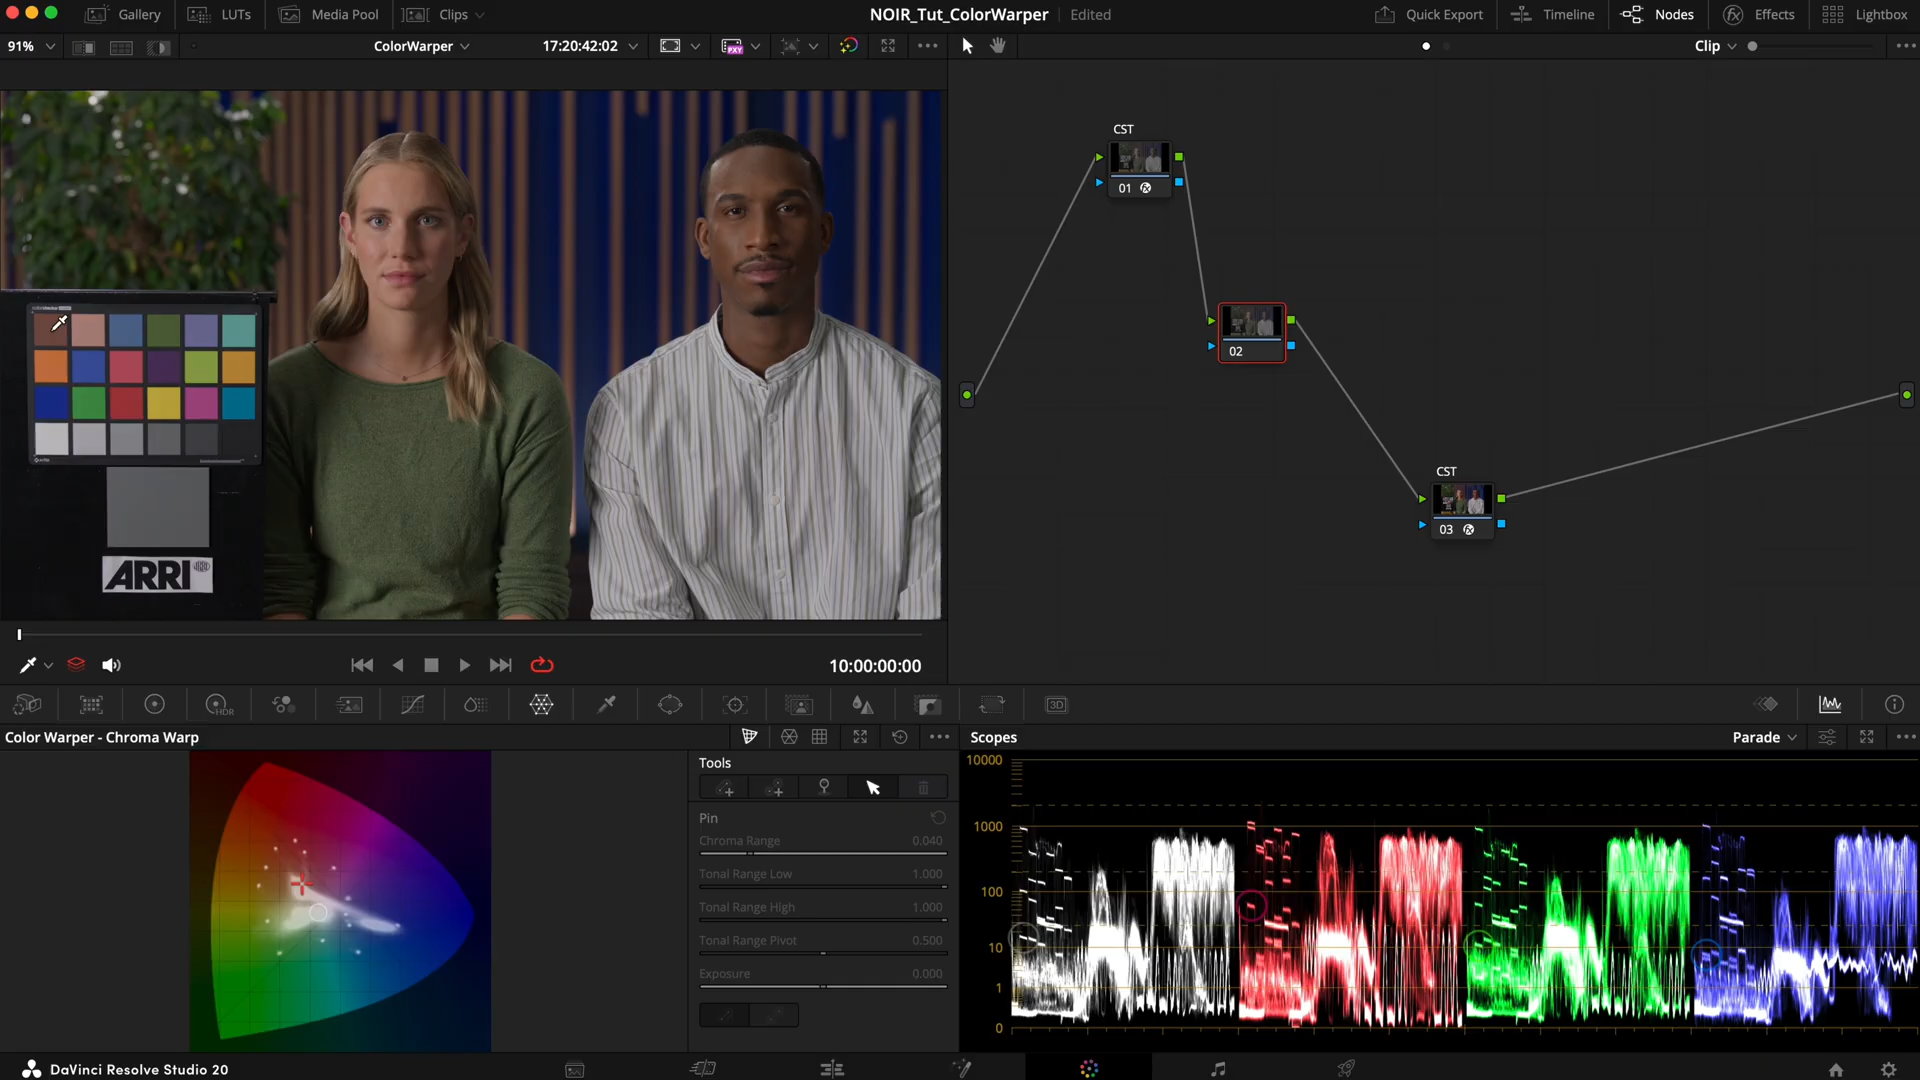 Gallery
LUTs
Media Pool
Clips
NOIR_Tut_ColorWarper
Edited
Quick Export
Timeline
Nodes
Effects
Lightbox
91%
ColorWarper
17:20:42:02
PXY
Clip
CST
01
02
CST
03
ARRI
10:00:00:00
HDR
3D
Color Warper - Chroma Warp
Tools
Pin
Chroma Range 0.040
Tonal Range Low 1.000
Tonal Range High 1.000
Tonal Range Pivot 0.500
Exposure 0.000
Scopes
Parade
10000
1000
100
10
1
0
DaVinci Resolve Studio 20